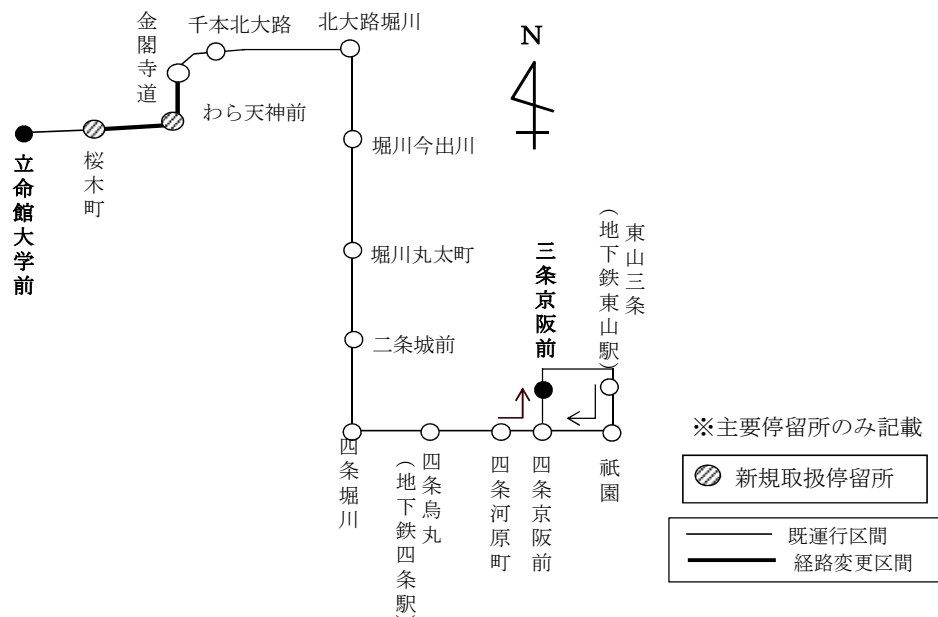 金閣寺道
千本北大路
北大路堀川
N
わら天神前
立命館大学前
桜木町
堀川今出川
堀川丸太町
二条城前
三条京阪前
東山三条
(地下鉄東山駅)
四条堀川
四条烏丸
(地下鉄四条駅)
四条河原町
四条京阪前
祇園
※主要停留所のみ記載
新規取扱停留所
既運行区間
経路変更区間